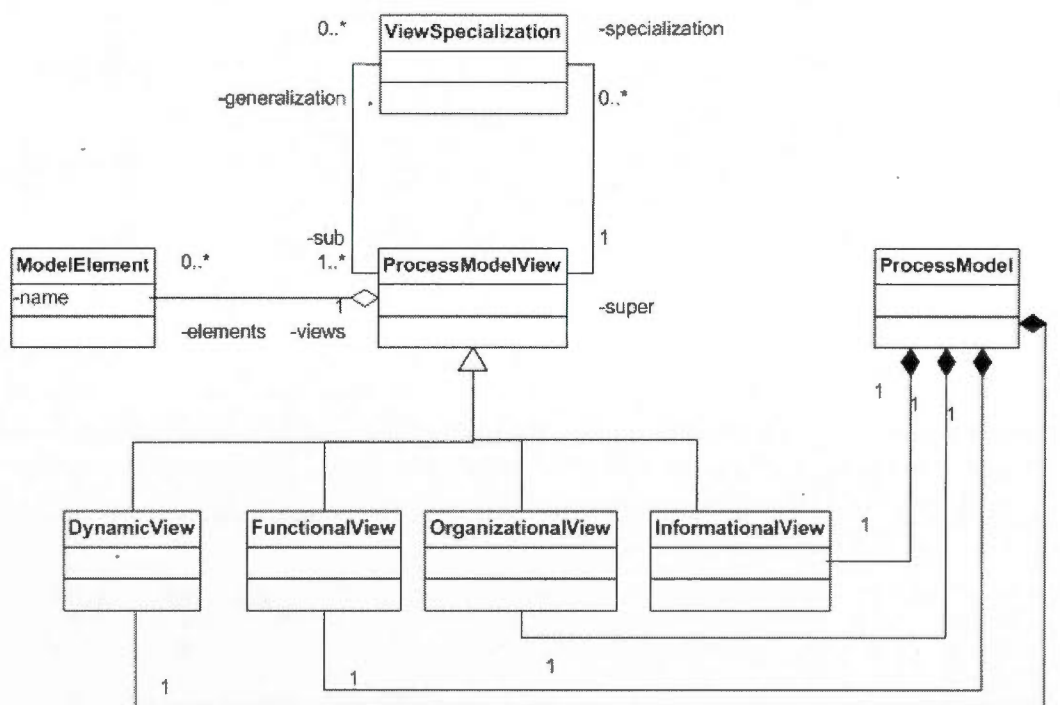 0..* ViewSpecialization -specialization
-generalization 0..*
-sub 1
ModelElement 0..* 1..* ProcessModelView ProcessModel
-name
1 -super
-elements -views
1 1 1
DynamicView FunctionalView OrganizationalView InformationalView
1
1 1 1